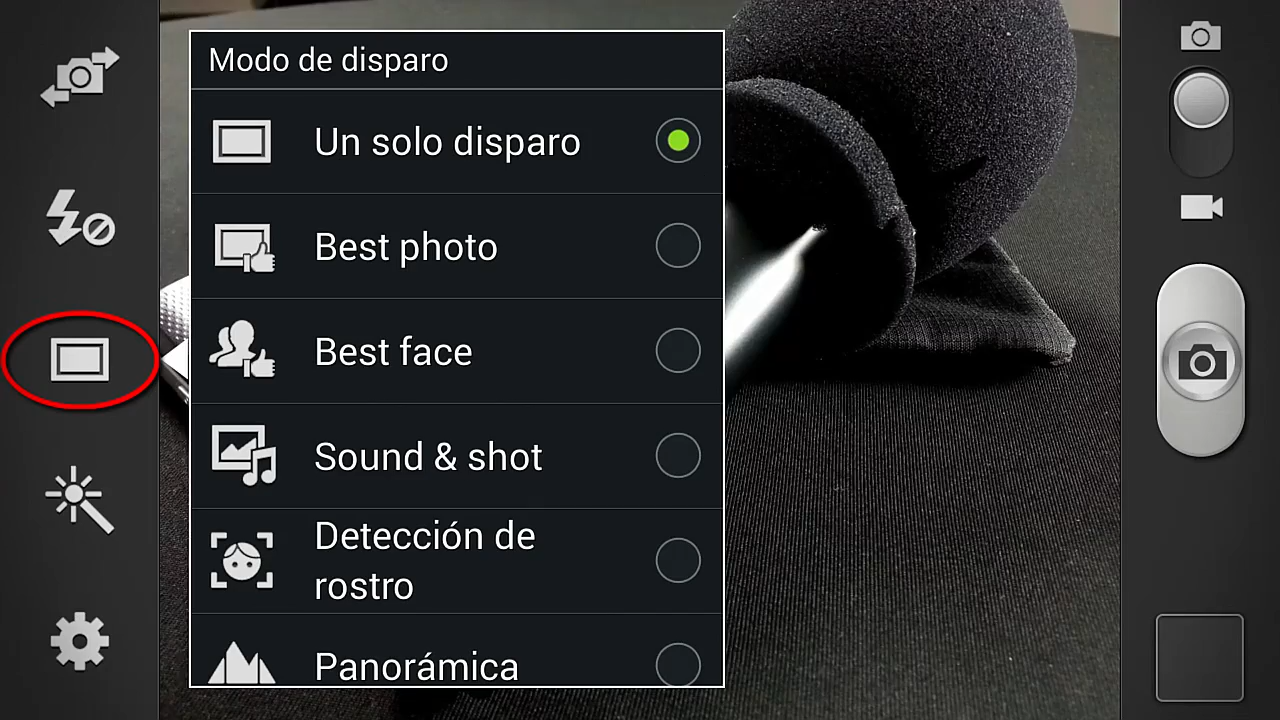 Modo de disparo
Un solo disparo
Best photo
Best face
Sound & shot
Detección de
rostro
Panorámica